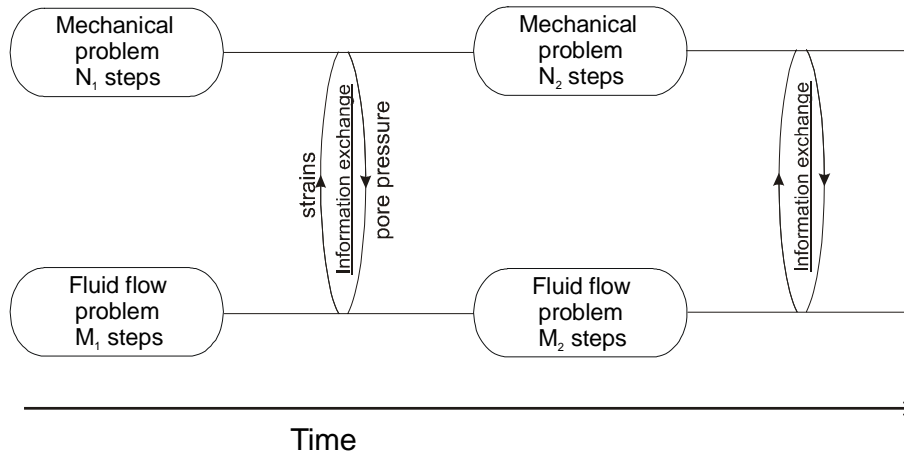 Mechanical
problem
N₁ steps
Mechanical
problem
N₂ steps
strains
Information exchange
pore pressure
Information exchange
Fluid flow
problem
M₁ steps
Fluid flow
problem
M₂ steps
Time